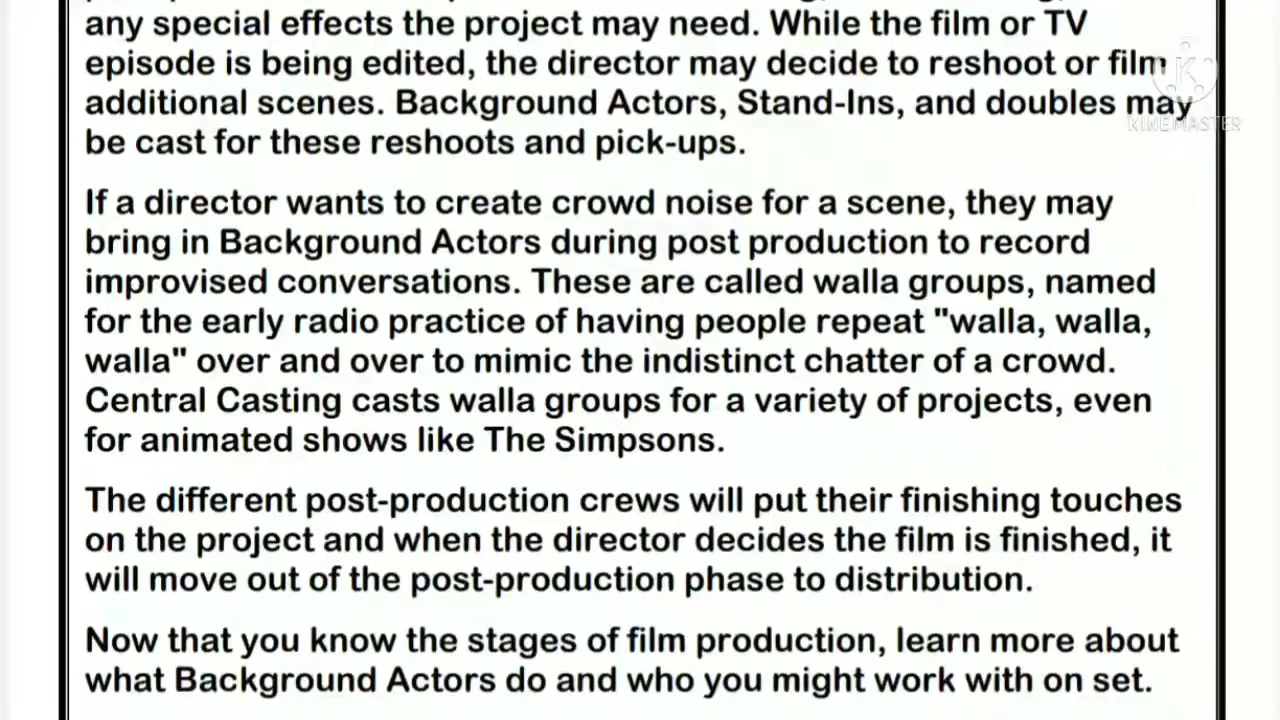 any special effects the project may need. While the film or TV
episode is being edited, the director may decide to reshoot or film
additional scenes. Background Actors, Stand-Ins, and doubles may
be cast for these reshoots and pick-ups.
If a director wants to create crowd noise for a scene, they may
bring in Background Actors during post production to record
improvised conversations. These are called walla groups, named
for the early radio practice of having people repeat "walla, walla,
walla" over and over to mimic the indistinct chatter of a crowd.
Central Casting casts walla groups for a variety of projects, even
for animated shows like The Simpsons.
The different post-production crews will put their finishing touches
on the project and when the director decides the film is finished, it
will move out of the post-production phase to distribution.
Now that you know the stages of film production, learn more about
what Background Actors do and who you might work with on set.
K
KINEMASTER